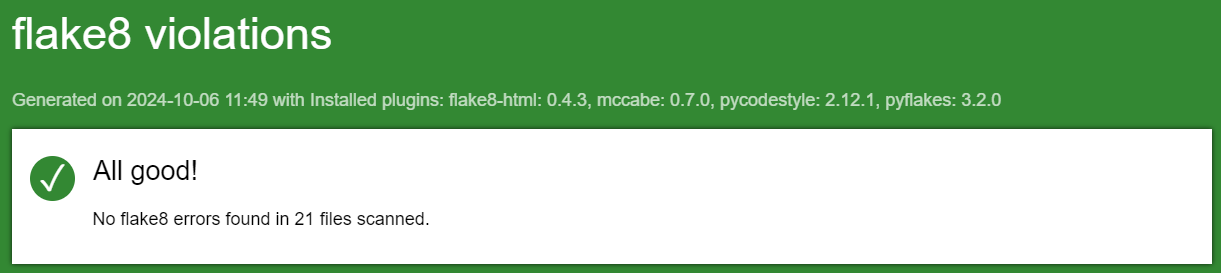 flake8 violations
Generated on 2024-10-06 11:49 with Installed plugins: flake8-html: 0.4.3, mccabe: 0.7.0, pycodestyle: 2.12.1, pyflakes: 3.2.0
All good!
No flake8 errors found in 21 files scanned.